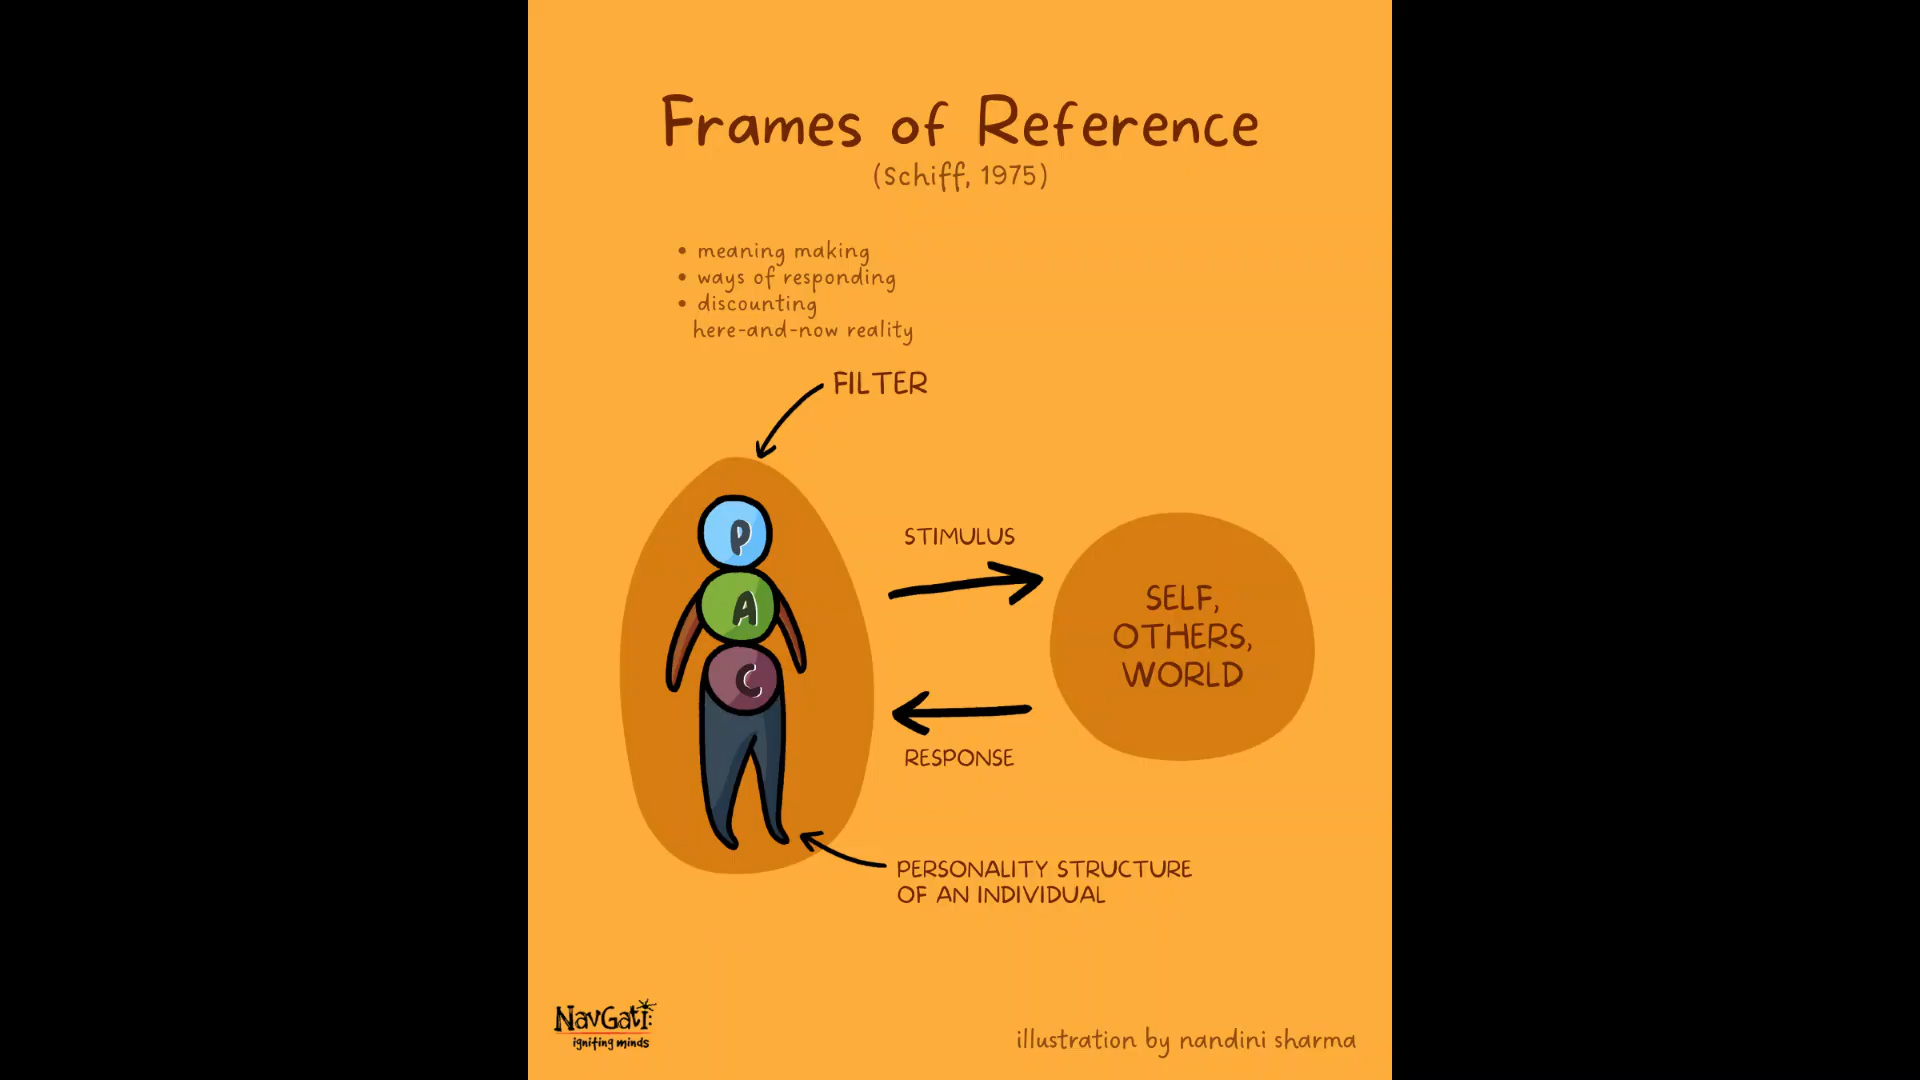 Frames of Reference
(Schiff, 1975)
• meaning making
• ways of responding
• discounting
here-and-now reality
FILTER
P
A
C
STIMULUS
SELF,
OTHERS,
WORLD
RESPONSE
PERSONALITY STRUCTURE
OF AN INDIVIDUAL
NavGati
igniting minds
illustration by nandini sharma